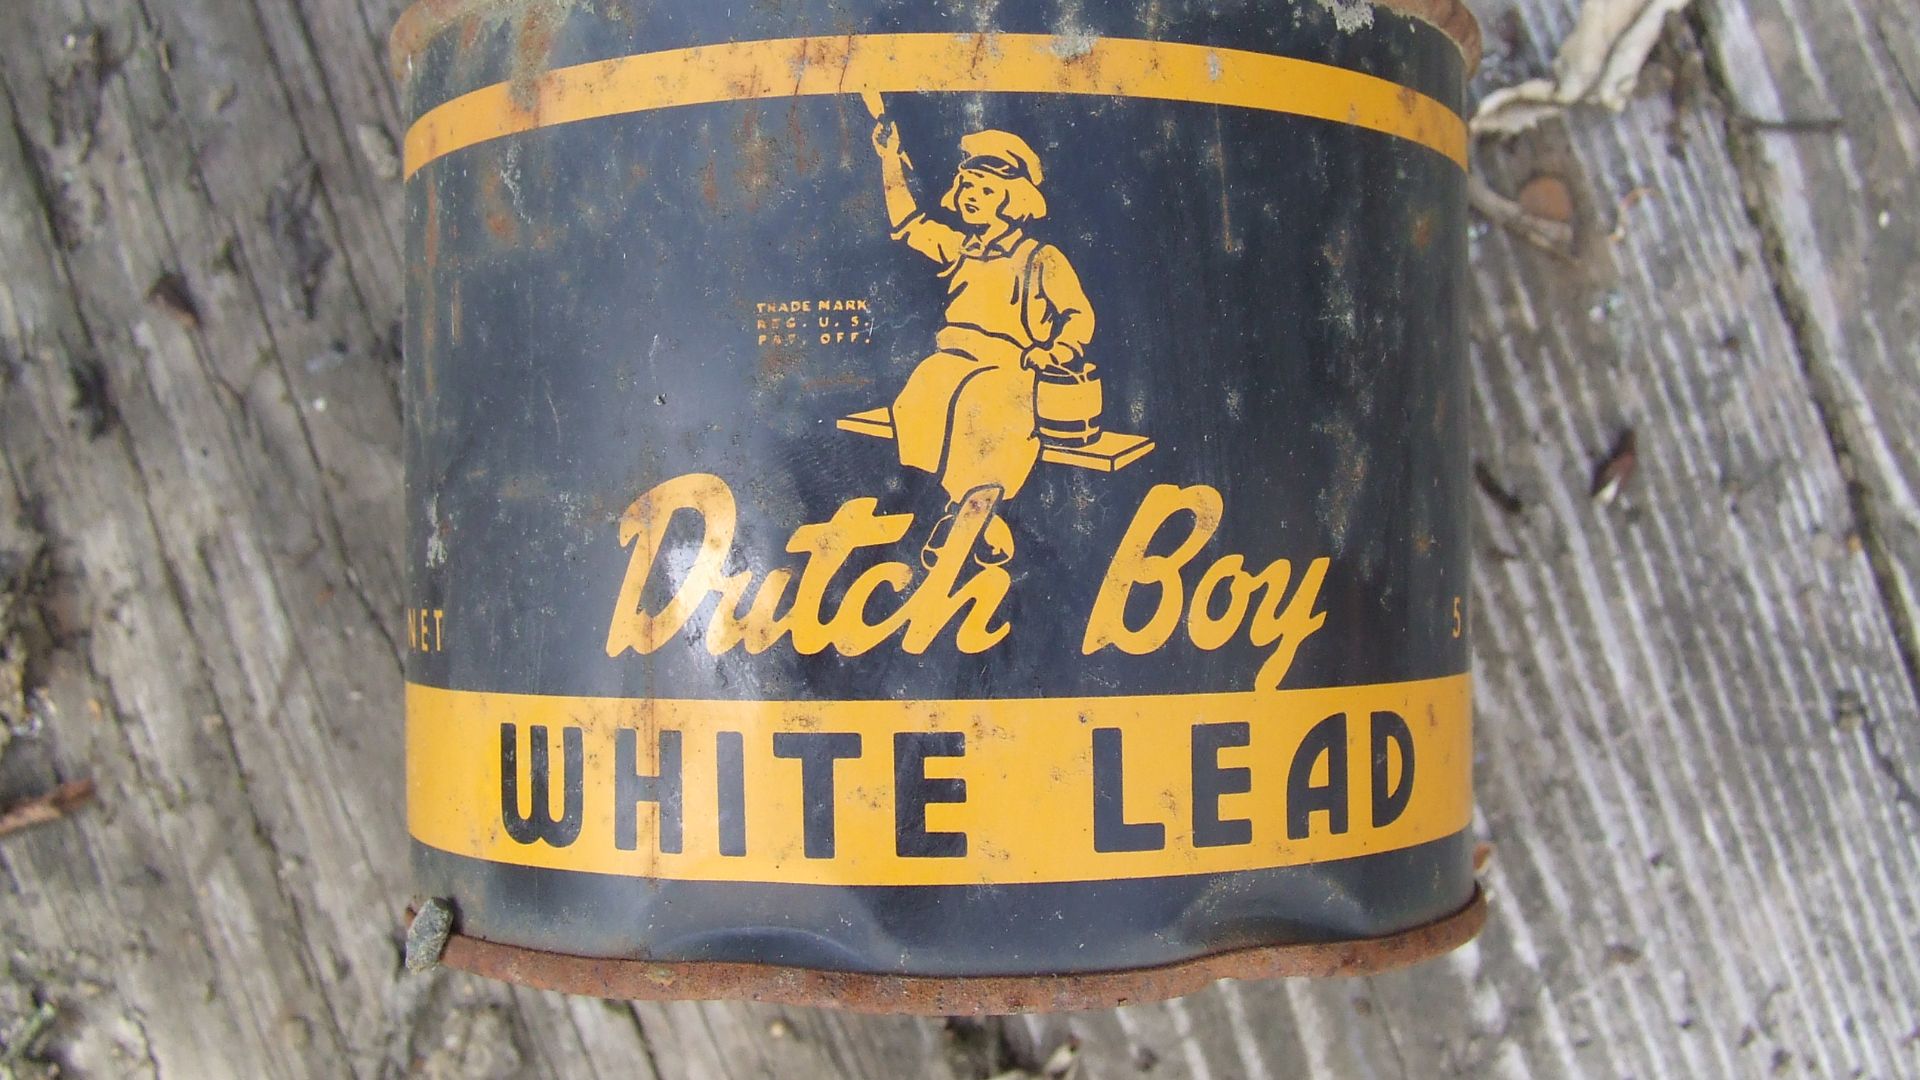 TRADE MARK
REG. U. S.
PAT. OFF.
Dutch Boy
NET
5
WHITE LEAD